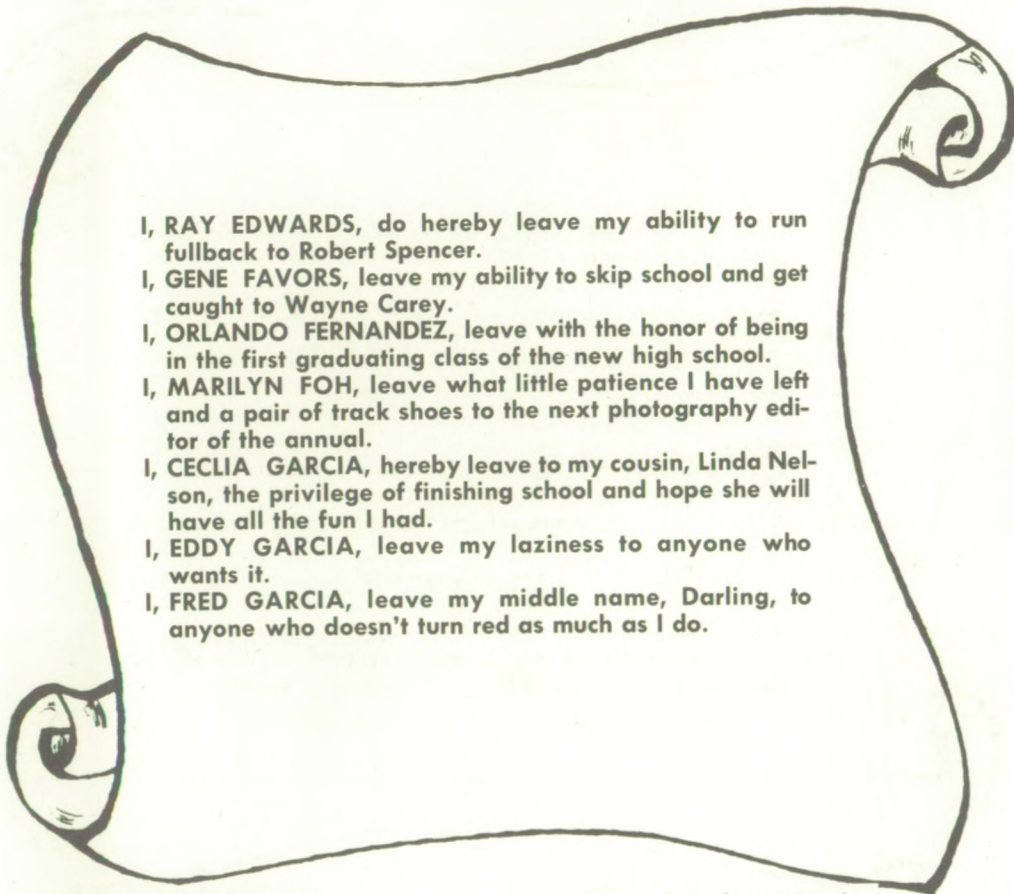 I, RAY EDWARDS, do hereby leave my ability to run
fullback to Robert Spencer.
I, GENE FAVORS, leave my ability to skip school and get
caught to Wayne Carey.
I, ORLANDO FERNANDEZ, leave with the honor of being
in the first graduating class of the new high school.
I, MARILYN FOH, leave what little patience I have left
and a pair of track shoes to the next photography edi-
tor of the annual.
I, CECLIA GARCIA, hereby leave to my cousin, Linda Nel-
son, the privilege of finishing school and hope she will
have all the fun I had.
I, EDDY GARCIA, leave my laziness to anyone who
wants it.
I, FRED GARCIA, leave my middle name, Darling, to
anyone who doesn't turn red as much as I do.